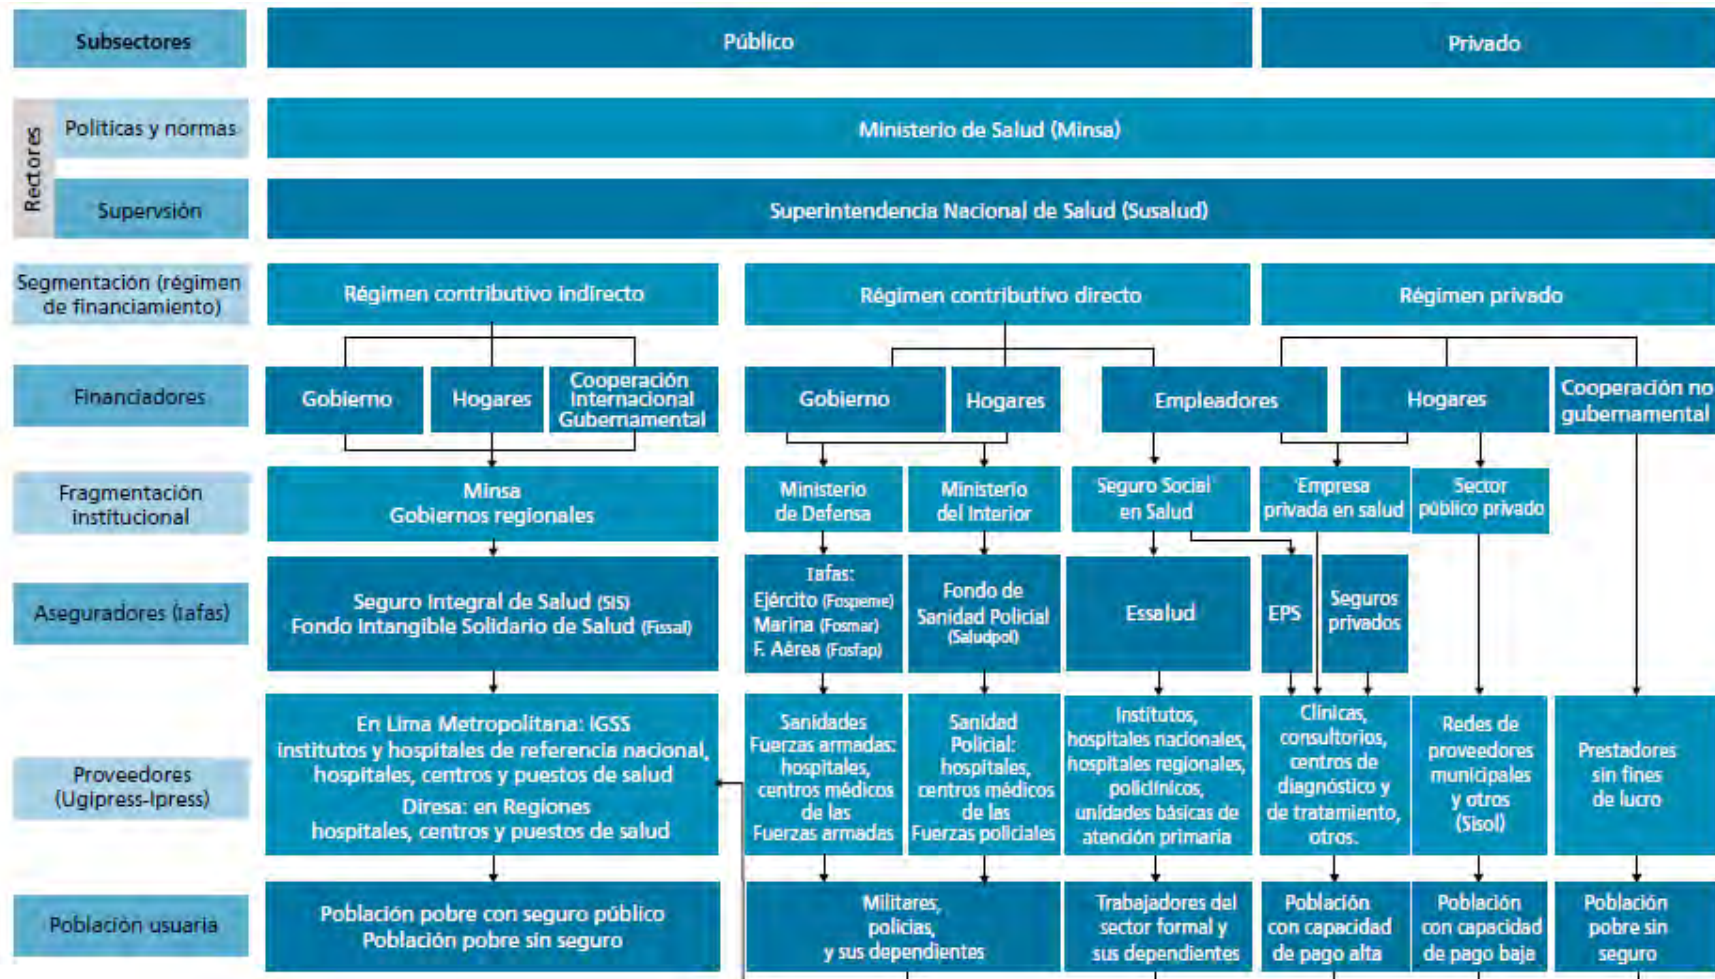 Subsectores
Público
Privado
Rectores
Políticas y normas
Ministerio de Salud (Minsa)
Supervsión
Superintendencia Nacional de Salud (Susalud)
Segmentación (régimen
de financiamiento)
Régimen contributivo indirecto
Régimen contributivo directo
Régimen privado
Financiadores
Gobierno
Hogares
Cooperación
Internacional
Gubernamental
Gobierno
Hogares
Empleadores
Hogares
Cooperación no
gubernamental
Fragmentación
institucional
Minsa
Gobiernos regionales
Ministerio
de Defensa
Ministerio
del Interior
Seguro Social
en Salud
Empresa
privada en salud
Sector
público privado
Aseguradores (Iafas)
Seguro Integral de Salud (SIS)
Fondo Intangible Solidario de Salud (Fissal)
Iafas:
Ejército (Fospeme)
Marina (Fosmar)
F. Aérea (Fosfap)
Fondo de
Sanidad Policial
(Saludpol)
Essalud
EPS
Seguros
privados
Proveedores
(Ugipress-Ipress)
En Lima Metropolitana: IGSS
institutos y hospitales de referencia nacional,
hospitales, centros y puestos de salud
Diresa: en Regiones
hospitales, centros y puestos de salud
Sanidades
Fuerzas armadas:
hospitales,
centros médicos
de las
Fuerzas armadas
Sanidad
Policial:
hospitales,
centros médicos
de las
Fuerzas policiales
Institutos,
hospitales nacionales,
hospitales regionales,
policlínicos,
unidades básicas de
atención primaria
Clínicas,
consultorios,
centros de
diagnóstico y
de tratamiento,
otros.
Redes de
proveedores
municipales
y otros
(Sisol)
Prestadores
sin fines
de lucro
Población usuaria
Población pobre con seguro público
Población pobre sin seguro
Militares,
policias,
y sus dependientes
Trabajadores del
sector formal y
sus dependientes
Población
con capacidad
de pago alta
Población
con capacidad
de pago baja
Población
pobre sin
seguro